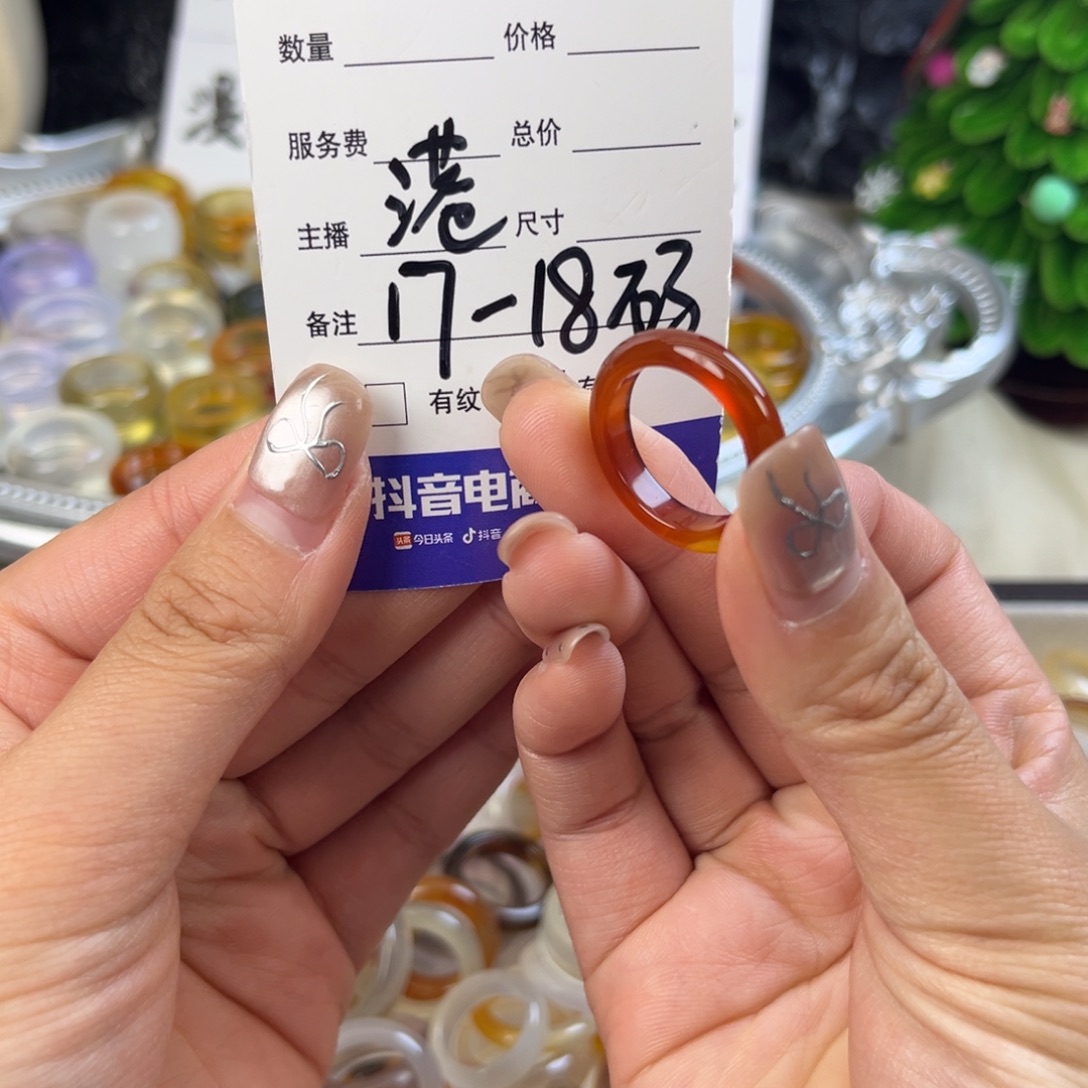 数量 价格
服务费 总价
港
主播 尺寸
备注 17-18码
有纹
抖音电商
今日头条 抖音